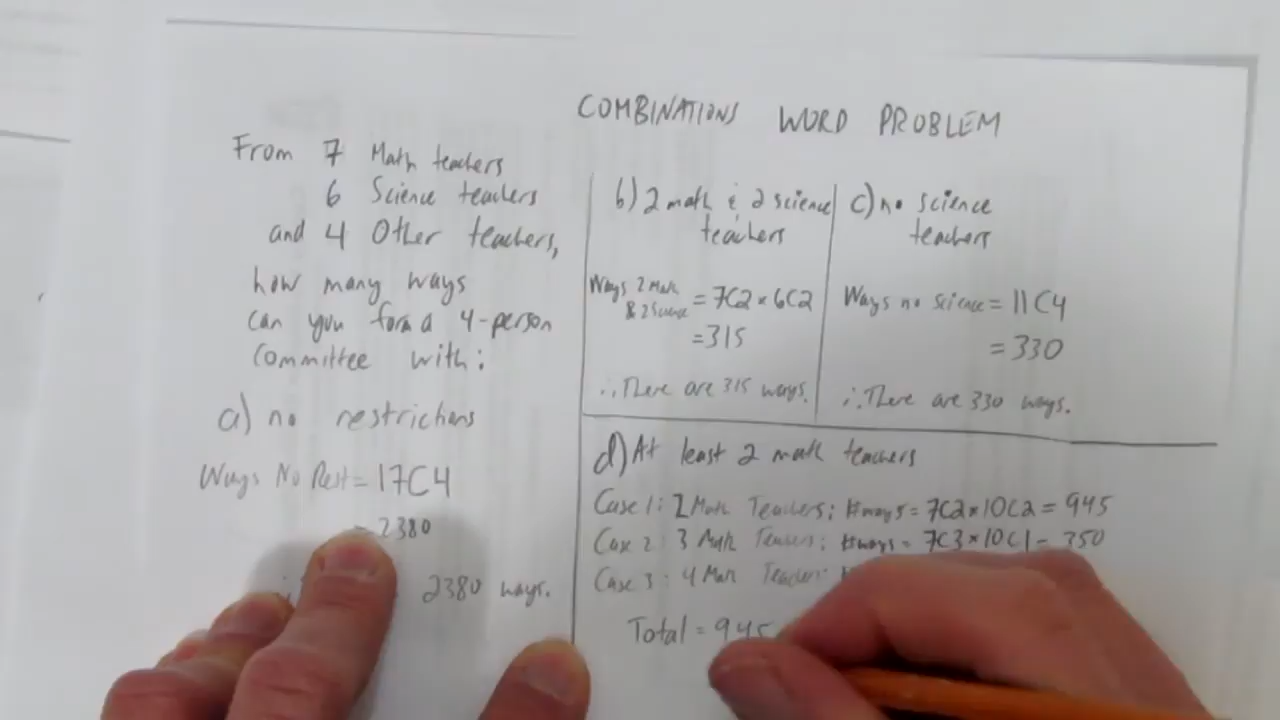 COMBINATIONS WORD PROBLEM
From 7 Math teachers
6 Science teachers
and 4 Other teachers,
how many ways
can you form a 4-person
committee with:
a) no restrictions
Ways No Rest = 17C4
= 2380
2380 ways.
b) 2 math & 2 science
teachers
Ways 2 Math
& 2 Science = 7C2 × 6C2
= 315
∴ There are 315 ways.
c) no science
teachers
Ways no science = 11C4
= 330
∴ There are 330 ways.
d) At least 2 math teachers
Case 1: 2 Math Teachers: #ways = 7C2 × 10C2 = 945
Case 2: 3 Math Teachers: #ways = 7C3 × 10C1 = 350
Case 3: 4 Math Teachers:
Total = 945